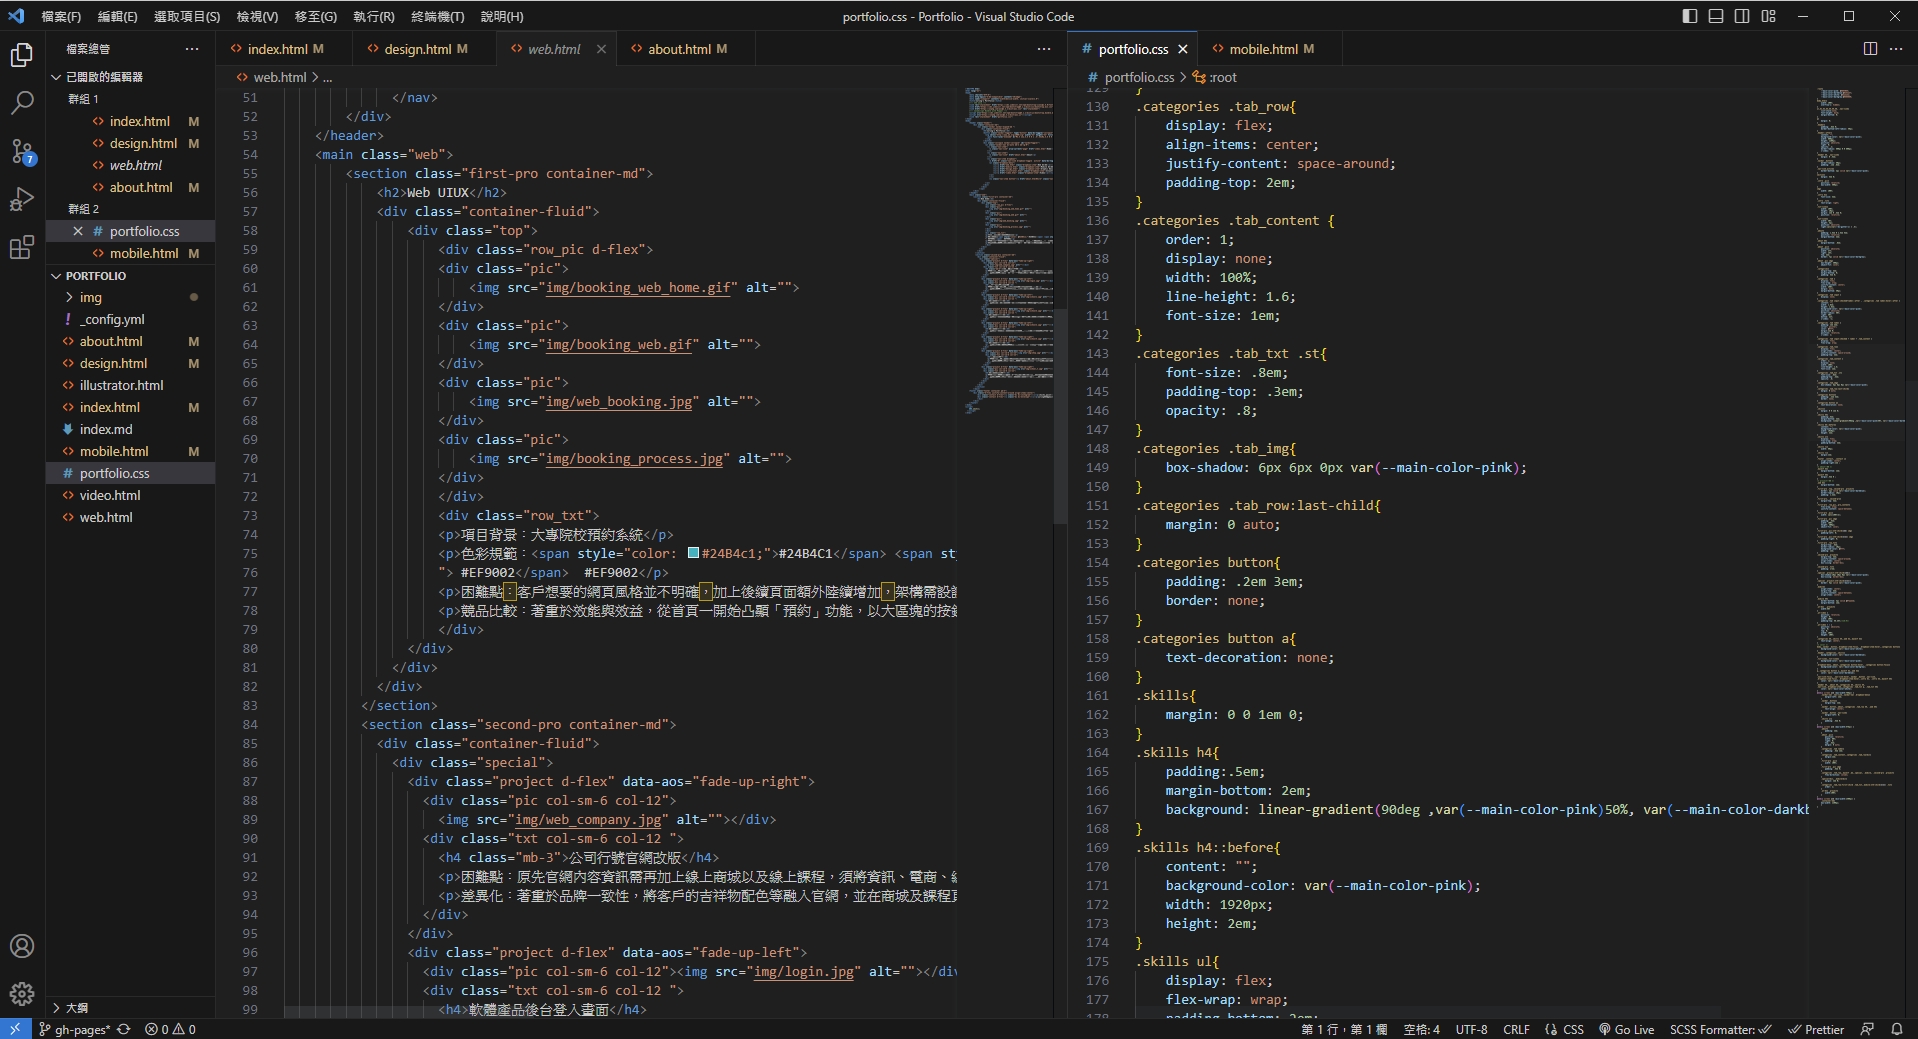 檔案(F) 編輯(E) 選取項目(S) 檢視(V) 移至(G) 執行(R) 終端機(T) 說明(H)
portfolio.css - Portfolio - Visual Studio Code
檔案總管
已開啟的編輯器
群組 1
index.html M
design.html M
web.html
about.html M
群組 2
portfolio.css
mobile.html M
PORTFOLIO
img
_config.yml
about.html M
design.html M
illustrator.html
index.html M
index.md
mobile.html M
portfolio.css
video.html
web.html
大綱
7
index.html M design.html M web.html about.html M
web.html > ...
51 </nav>
52 </div>
53 </header>
54 <main class="web">
55 <section class="first-pro container-md">
56 <h2>Web UIUX</h2>
57 <div class="container-fluid">
58 <div class="top">
59 <div class="row_pic d-flex">
60 <div class="pic">
61 <img src="img/booking_web_home.gif" alt="">
62 </div>
63 <div class="pic">
64 <img src="img/booking_web.gif" alt="">
65 </div>
66 <div class="pic">
67 <img src="img/web_booking.jpg" alt="">
68 </div>
69 <div class="pic">
70 <img src="img/booking_process.jpg" alt="">
71 </div>
72 </div>
73 <div class="row_txt">
74 <p>項目背景：大專院校預約系統</p>
75 <p>色彩規範：<span style="color: #24B4c1;">#24B4C1</span> <span sty
76 "> #EF9002</span> #EF9002</p>
77 <p>困難點：客戶想要的網頁風格並不明確，加上後續頁面額外陸續增加，架構需設
78 <p>競品比較：著重於效能與效益，從首頁一開始凸顯「預約」功能，以大區塊的按
79 </div>
80 </div>
81 </div>
82 </div>
83 </section>
84 <section class="second-pro container-md">
85 <div class="container-fluid">
86 <div class="special">
87 <div class="project d-flex" data-aos="fade-up-right">
88 <div class="pic col-sm-6 col-12">
89 <img src="img/web_company.jpg" alt=""></div>
90 <div class="txt col-sm-6 col-12 ">
91 <h4 class="mb-3">公司行號官網改版</h4>
92 <p>困難點：原先官網內容資訊需再加上線上商城以及線上課程，須將資訊、電商、
93 <p>差異化：著重於品牌一致性，將客戶的吉祥物配色等融入官網，並在商城及課程
94 </div>
95 </div>
96 <div class="project d-flex" data-aos="fade-up-left">
97 <div class="pic col-sm-6 col-12"><img src="img/login.jpg" alt=""></div
98 <div class="txt col-sm-6 col-12 ">
99 <h4>軟體產品後台登入畫面</h4>
portfolio.css mobile.html M
portfolio.css > :root
129 }
130 .categories .tab_row{
131 display: flex;
132 align-items: center;
133 justify-content: space-around;
134 padding-top: 2em;
135 }
136 .categories .tab_content {
137 order: 1;
138 display: none;
139 width: 100%;
140 line-height: 1.6;
141 font-size: 1em;
142 }
143 .categories .tab_txt .st{
144 font-size: .8em;
145 padding-top: .3em;
146 opacity: .8;
147 }
148 .categories .tab_img{
149 box-shadow: 6px 6px 0px var(--main-color-pink);
150 }
151 .categories .tab_row:last-child{
152 margin: 0 auto;
153 }
154 .categories button{
155 padding: .2em 3em;
156 border: none;
157 }
158 .categories button a{
159 text-decoration: none;
160 }
161 .skills{
162 margin: 0 0 1em 0;
163 }
164 .skills h4{
165 padding:.5em;
166 margin-bottom: 2em;
167 background: linear-gradient(90deg ,var(--main-color-pink)50%, var(--main-color-darkb
168 }
169 .skills h4::before{
170 content: "";
171 background-color: var(--main-color-pink);
172 width: 1920px;
173 height: 2em;
174 }
175 .skills ul{
176 display: flex;
177 flex-wrap: wrap;
178 padding-bottom: 2em;
gh-pages* 0 0
第 1 行，第 1 欄 空格: 4 UTF-8 CRLF CSS Go Live SCSS Formatter: Prettier